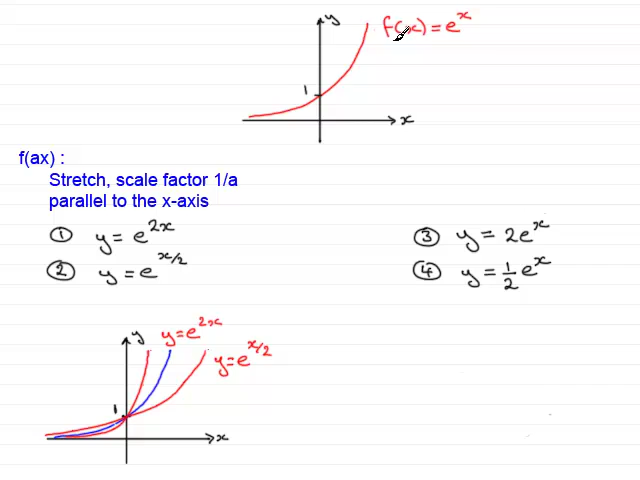 y
f(x) = e^x
1
x
f(ax) :
Stretch, scale factor 1/a
parallel to the x-axis
① y = e^2x
② y = e^x/2
③ y = 2e^x
④ y = 1/2 e^x
y
y = e^2x
y = e^x/2
1
x